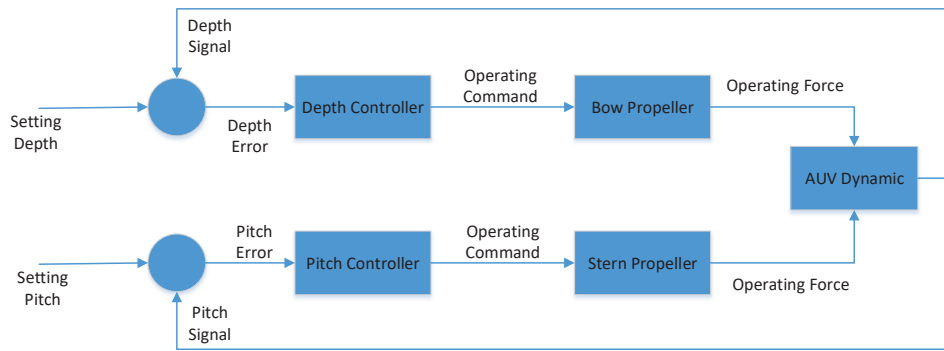 Depth
Signal
Setting
Depth
Depth
Error
Depth Controller
Operating
Command
Bow Propeller
Operating Force
AUV Dynamic
Setting
Pitch
Pitch
Error
Pitch Controller
Operating
Command
Stern Propeller
Operating Force
Pitch
Signal